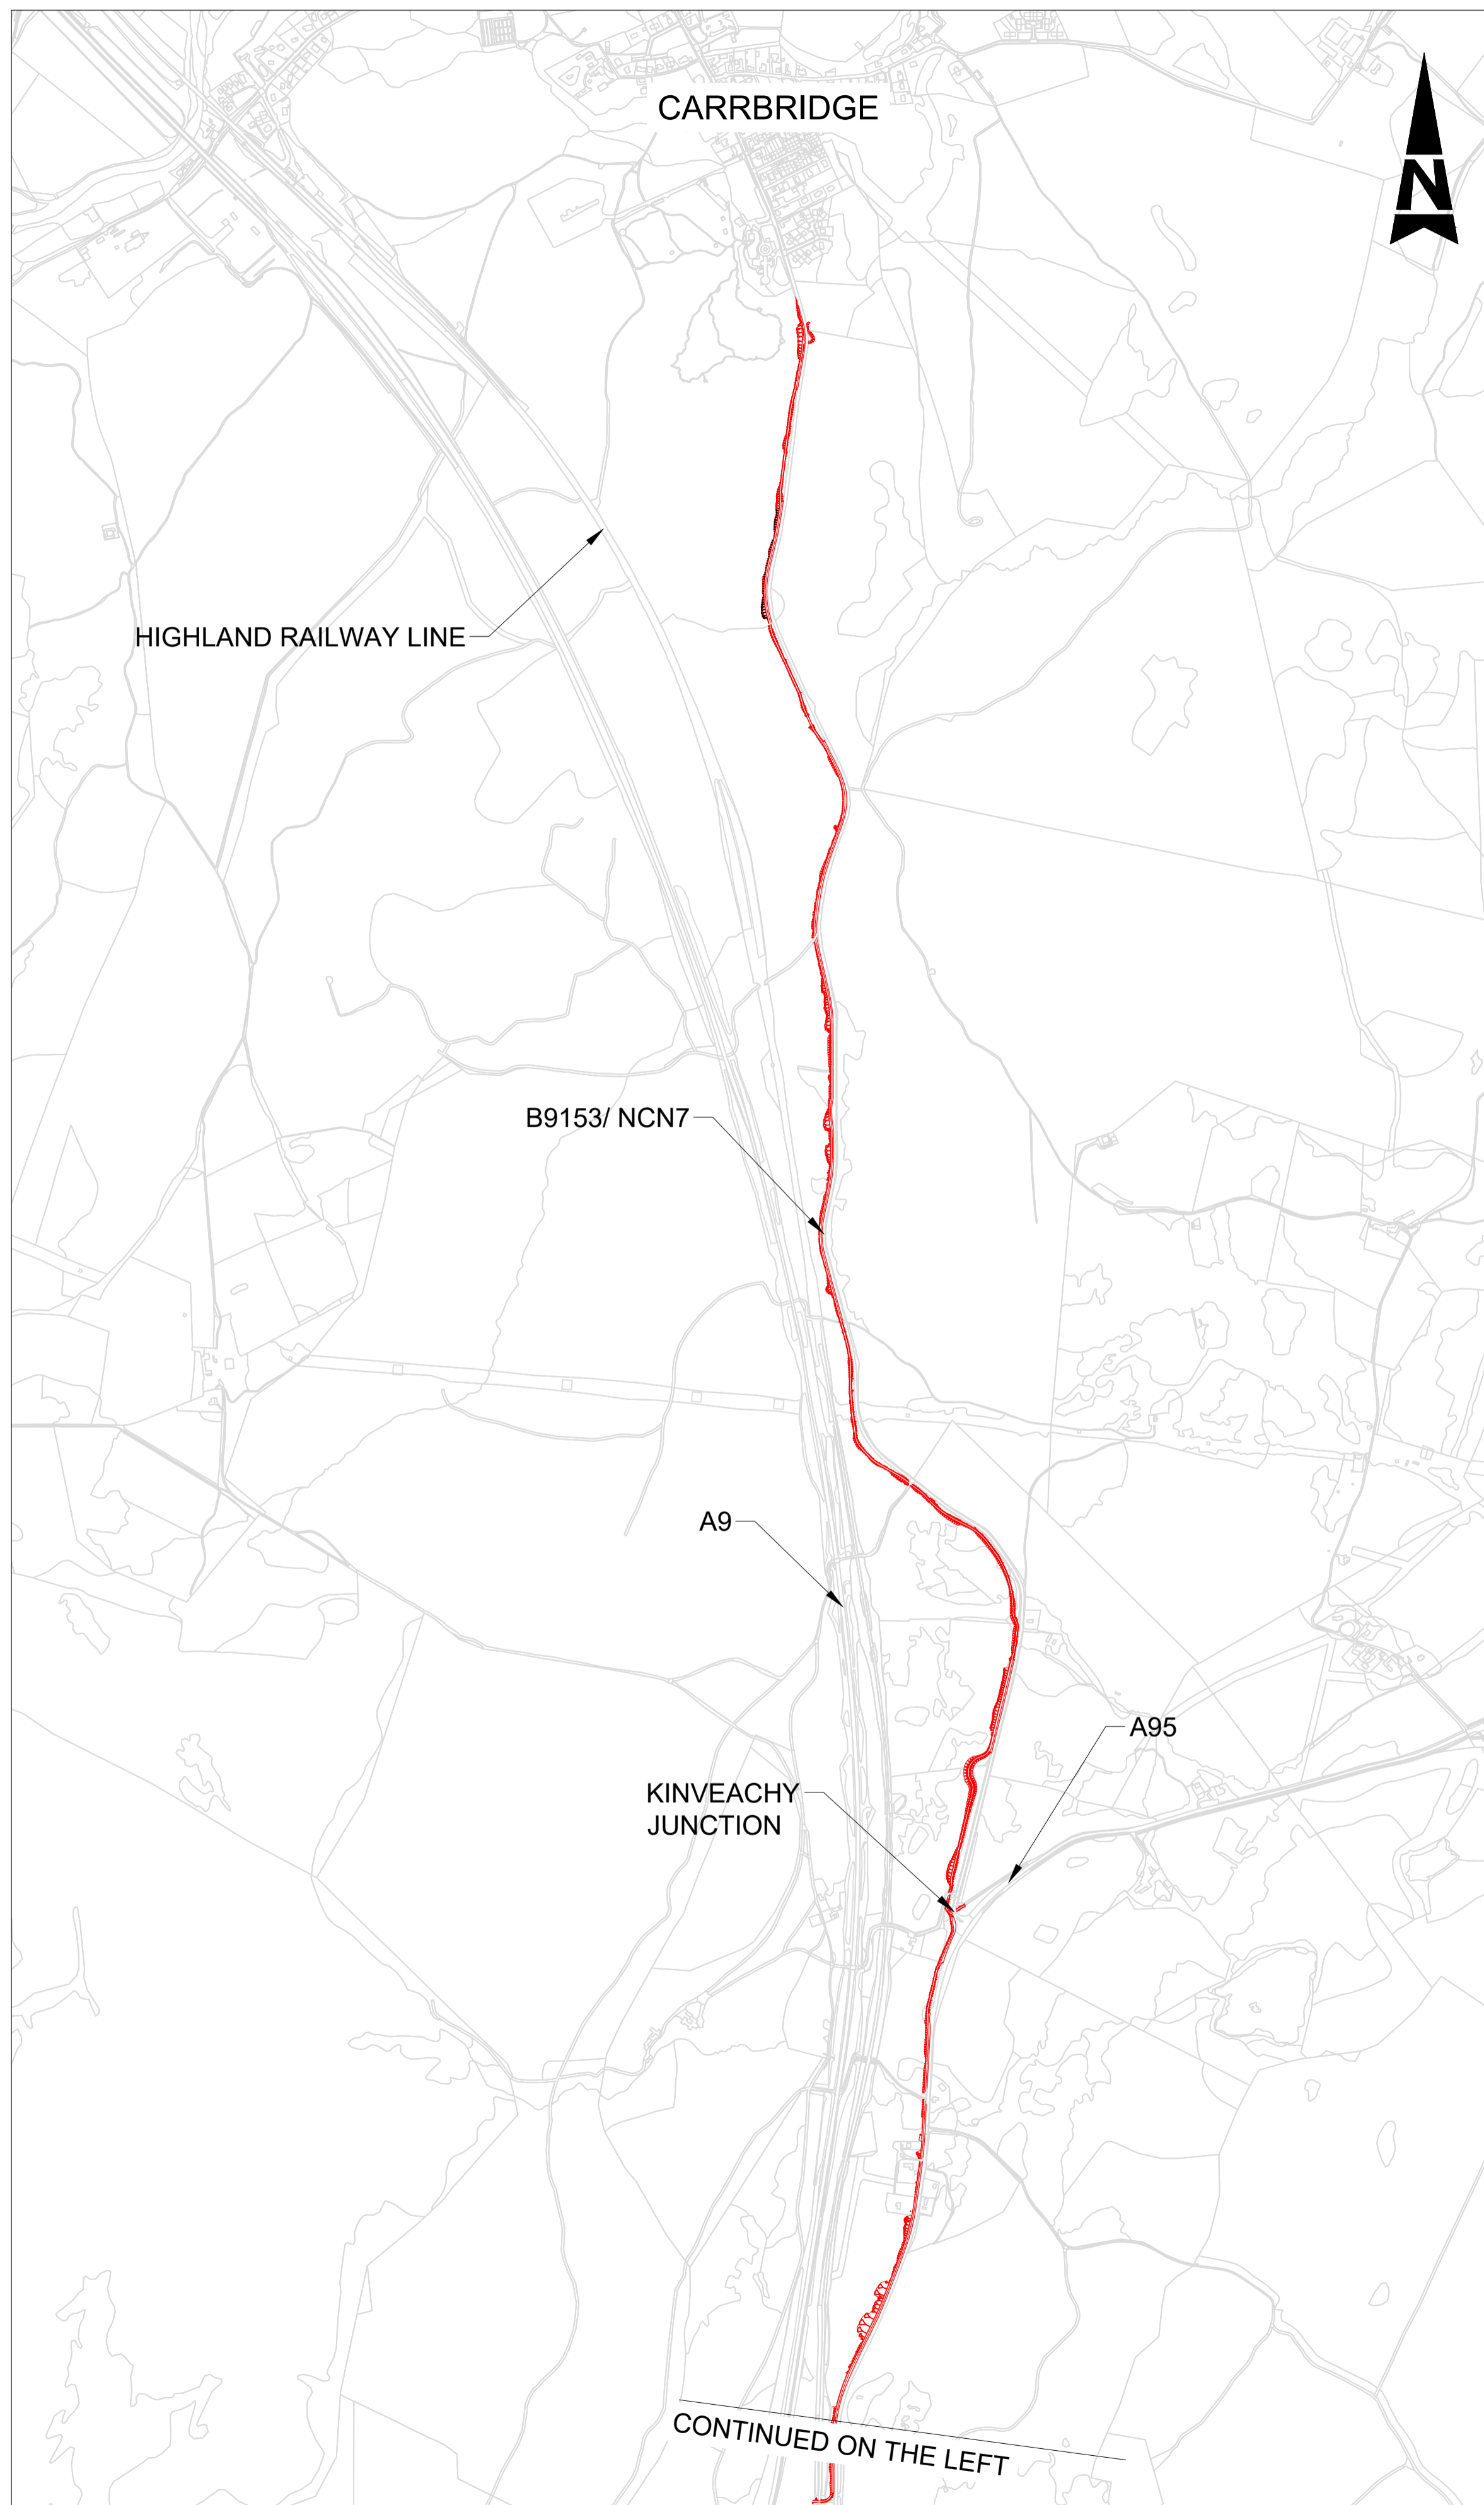 CARRBRIDGE
N
HIGHLAND RAILWAY LINE
B9153/ NCN7
A9
A95
KINVEACHY
JUNCTION
CONTINUED ON THE LEFT